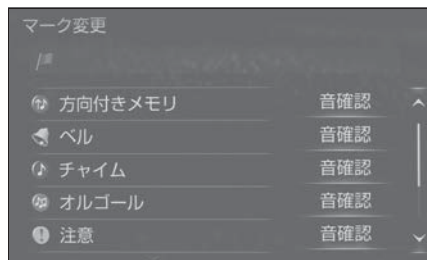 マーク変更
方向付きメモリ 音確認
ベル 音確認
チャイム 音確認
オルゴール 音確認
注意 音確認